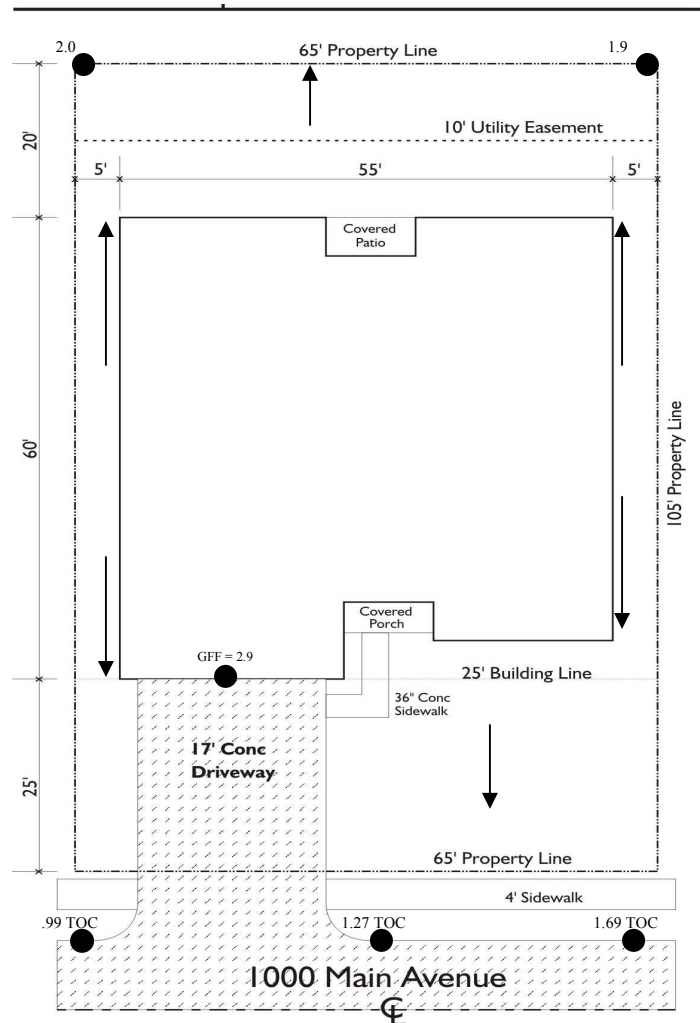 2.0
65' Property Line
1.9
10' Utility Easement
20'
5'
55'
5'
Covered
Patio
60'
105' Property Line
Covered
Porch
GFF = 2.9
25' Building Line
36" Conc
Sidewalk
17' Conc
Driveway
25'
65' Property Line
4' Sidewalk
.99 TOC
1.27 TOC
1.69 TOC
1000 Main Avenue
℄